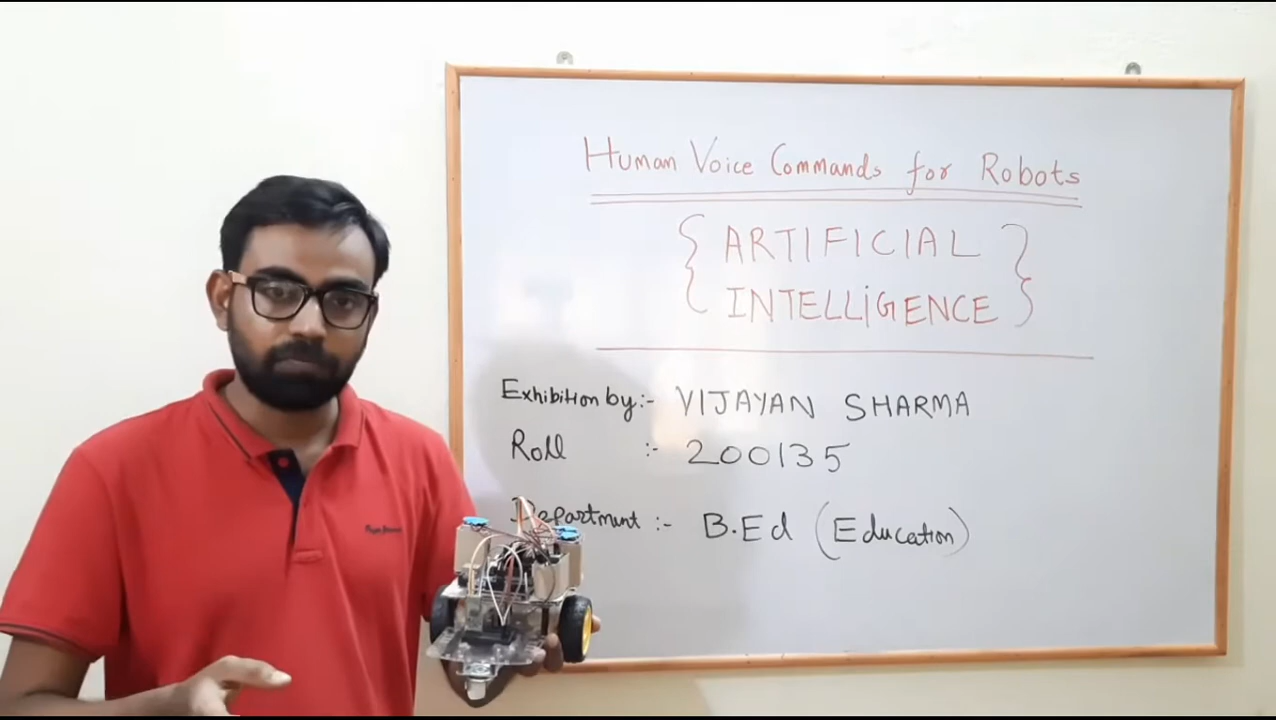 Human Voice Commands for Robots
{ ARTIFICIAL
INTELLiGENCE }
Exhibition by:- VIJAYAN SHARMA
Roll :- 200135
Department :- B.Ed (Education)